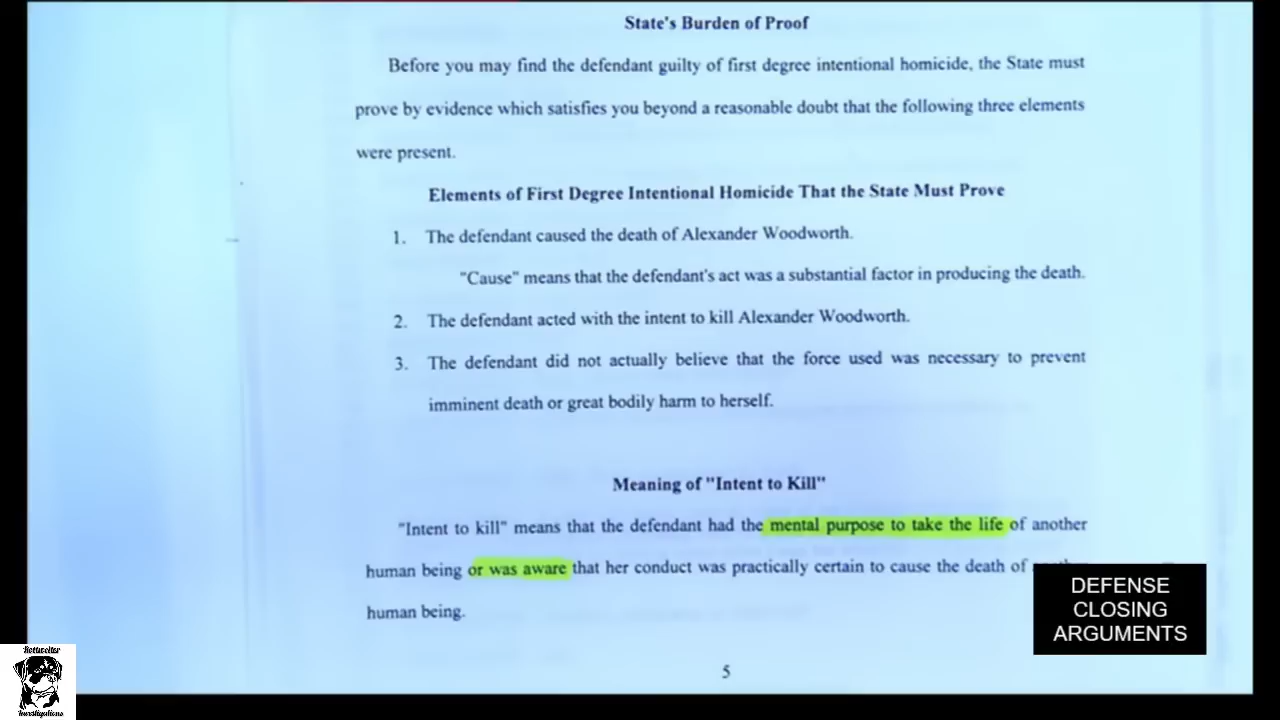 State's Burden of Proof
Before you may find the defendant guilty of first degree intentional homicide, the State must
prove by evidence which satisfies you beyond a reasonable doubt that the following three elements
were present.
Elements of First Degree Intentional Homicide That the State Must Prove
1. The defendant caused the death of Alexander Woodworth.
"Cause" means that the defendant's act was a substantial factor in producing the death.
2. The defendant acted with the intent to kill Alexander Woodworth.
3. The defendant did not actually believe that the force used was necessary to prevent
imminent death or great bodily harm to herself.
Meaning of "Intent to Kill"
"Intent to kill" means that the defendant had the mental purpose to take the life of another
human being or was aware that her conduct was practically certain to cause the death of
human being.
5
DEFENSE
CLOSING
ARGUMENTS
Rottweiler
Investigations